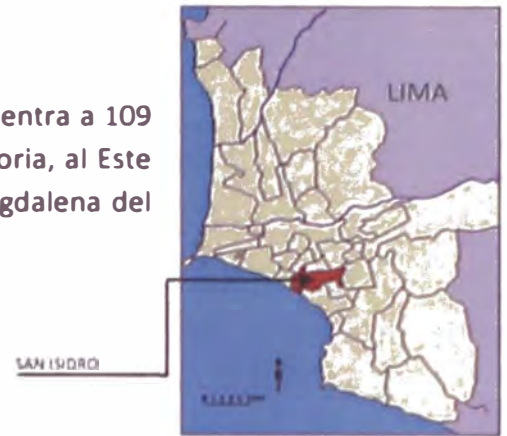 entra a 109
oria, al Este
gdalena del
LIMA
SAN ISIDRO